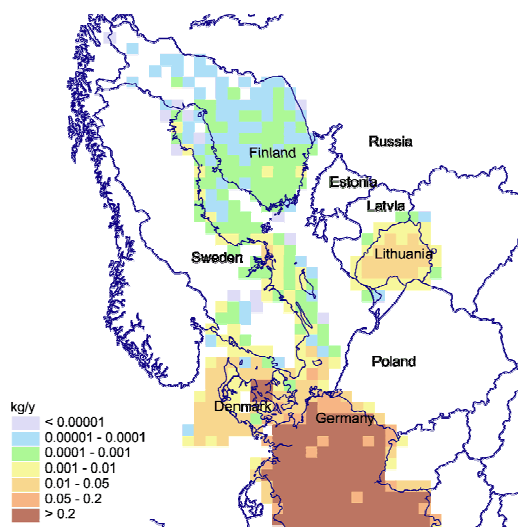 Russia
Finland
Estonia
Latvia
Sweden
Lithuania
Poland
Denmark
Germany
kg/y
< 0.00001
0.00001 - 0.0001
0.0001 - 0.001
0.001 - 0.01
0.01 - 0.05
0.05 - 0.2
> 0.2